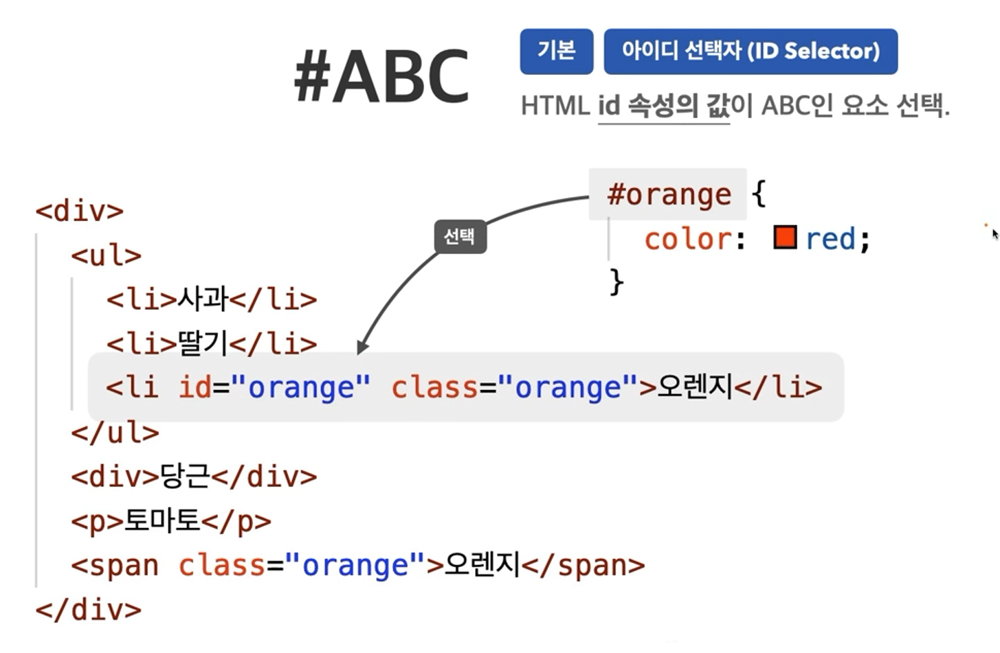 #ABC
기본
아이디 선택자 (ID Selector)
HTML id 속성의 값이 ABC인 요소 선택.
#orange {
color: red;
}
선택
<div>
<ul>
<li>사과</li>
<li>딸기</li>
<li id="orange" class="orange">오렌지</li>
</ul>
<div>당근</div>
<p>토마토</p>
<span class="orange">오렌지</span>
</div>